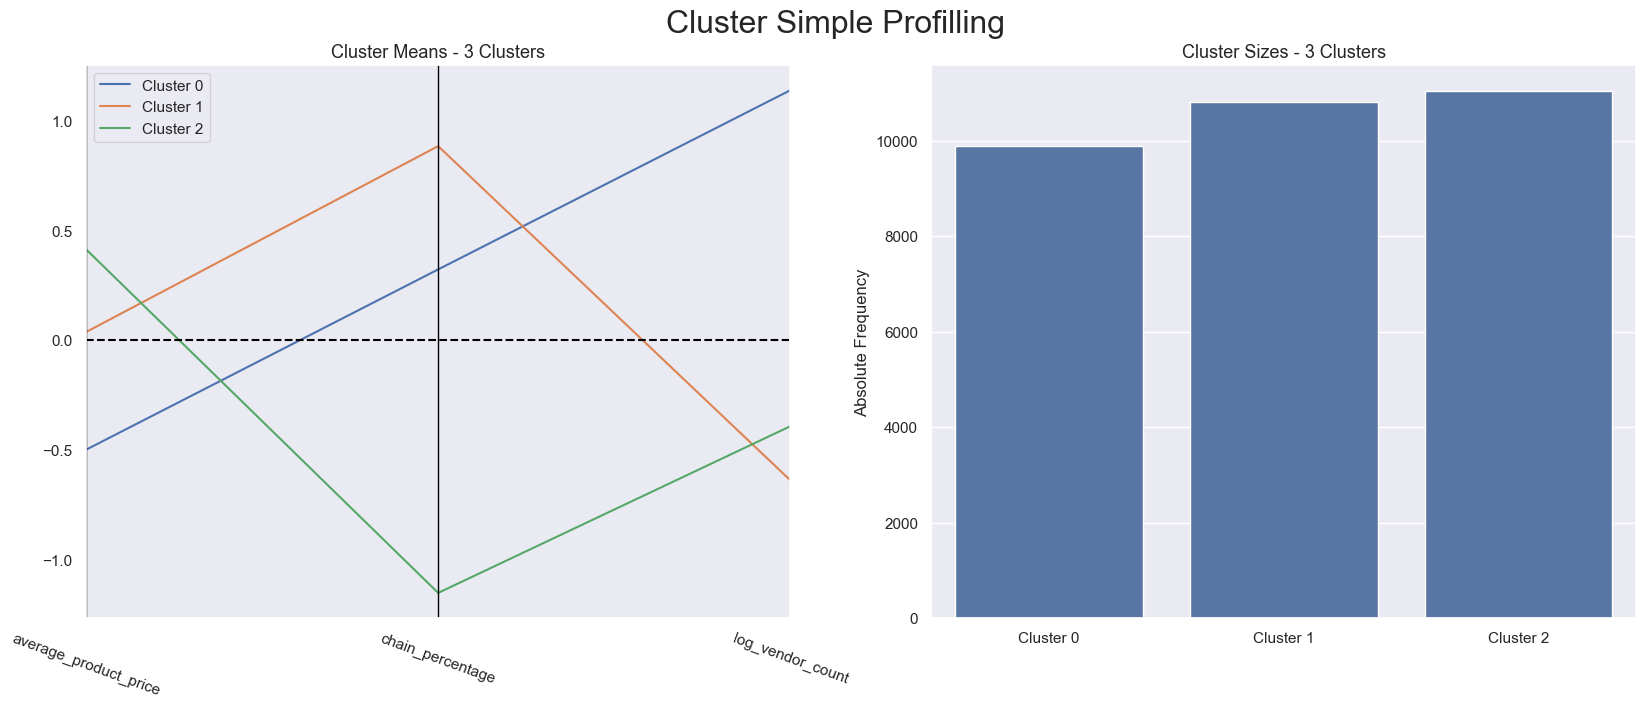 Cluster Simple Profilling
Cluster Means - 3 Clusters
Cluster 0
Cluster 1
Cluster 2
1.0
0.5
0.0
−0.5
−1.0
average_product_price
chain_percentage
log_vendor_count
Cluster Sizes - 3 Clusters
Absolute Frequency
10000
8000
6000
4000
2000
0
Cluster 0
Cluster 1
Cluster 2